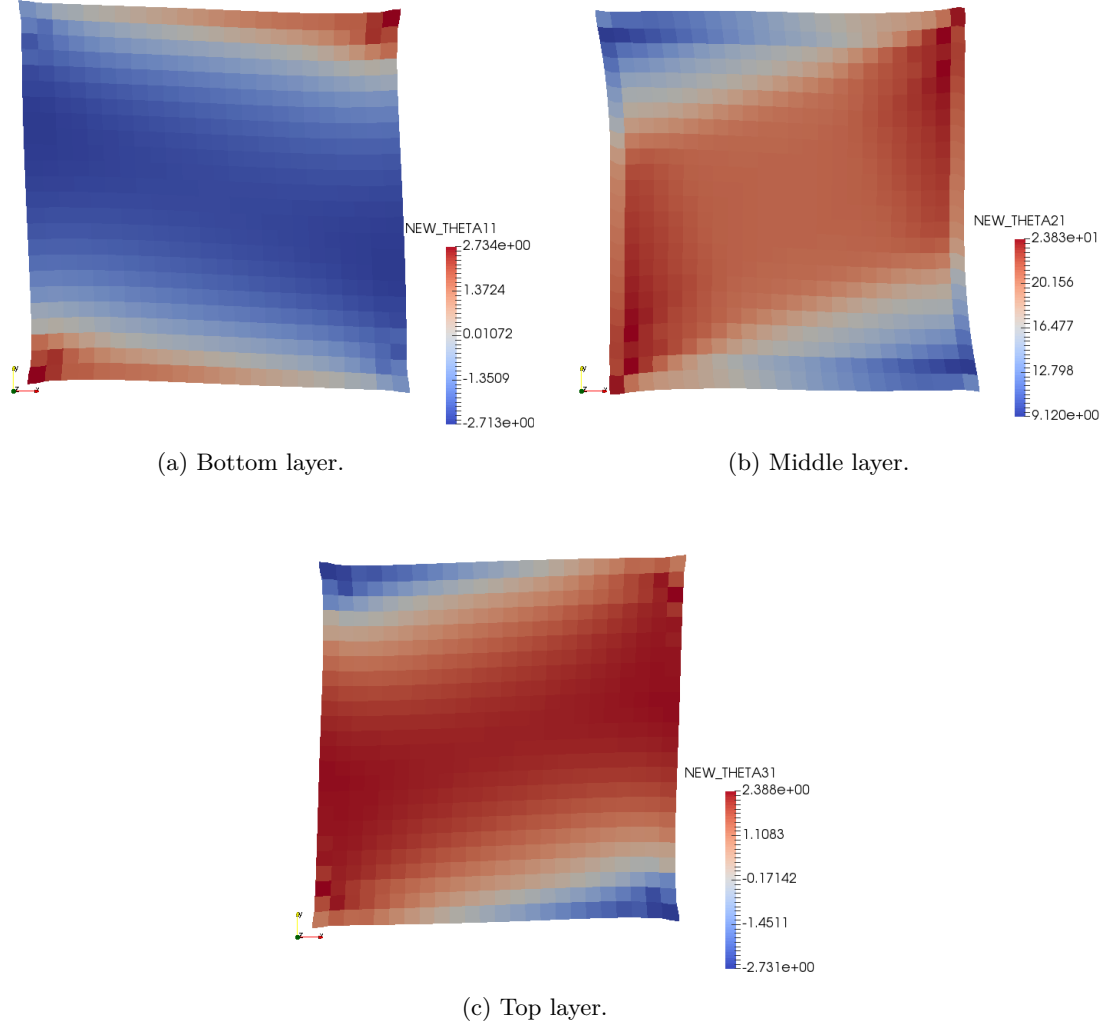 NEW_THETA11
2.734e+00
1.3724
0.01072
-1.3509
-2.713e+00
(a) Bottom layer.
NEW_THETA21
2.383e+01
20.156
16.477
12.798
9.120e+00
(b) Middle layer.
NEW_THETA31
2.388e+00
1.1083
-0.17142
-1.4511
-2.731e+00
(c) Top layer.